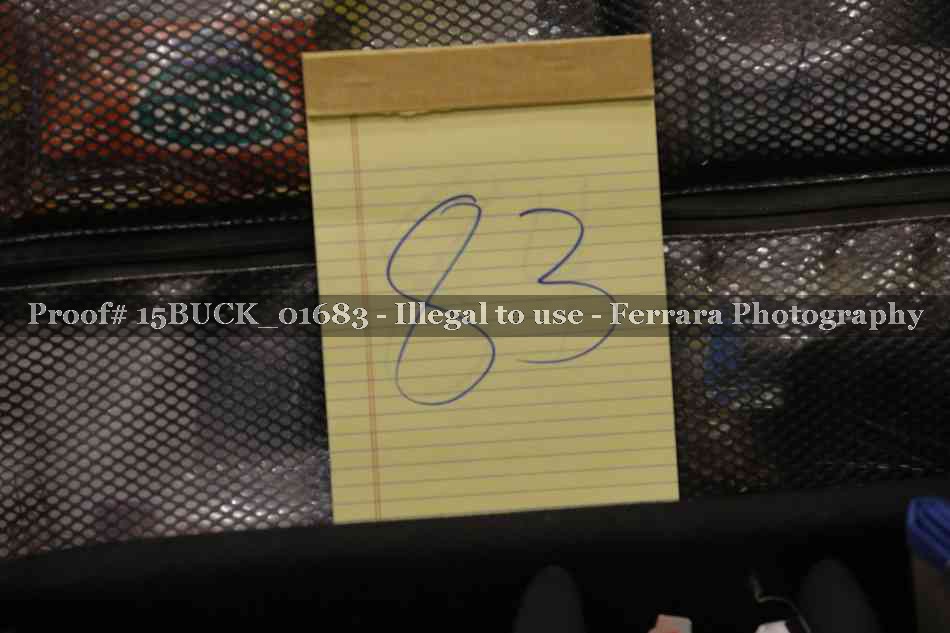 83
Proof# 15BUCK_01683 - Illegal to use - Ferrara Photography